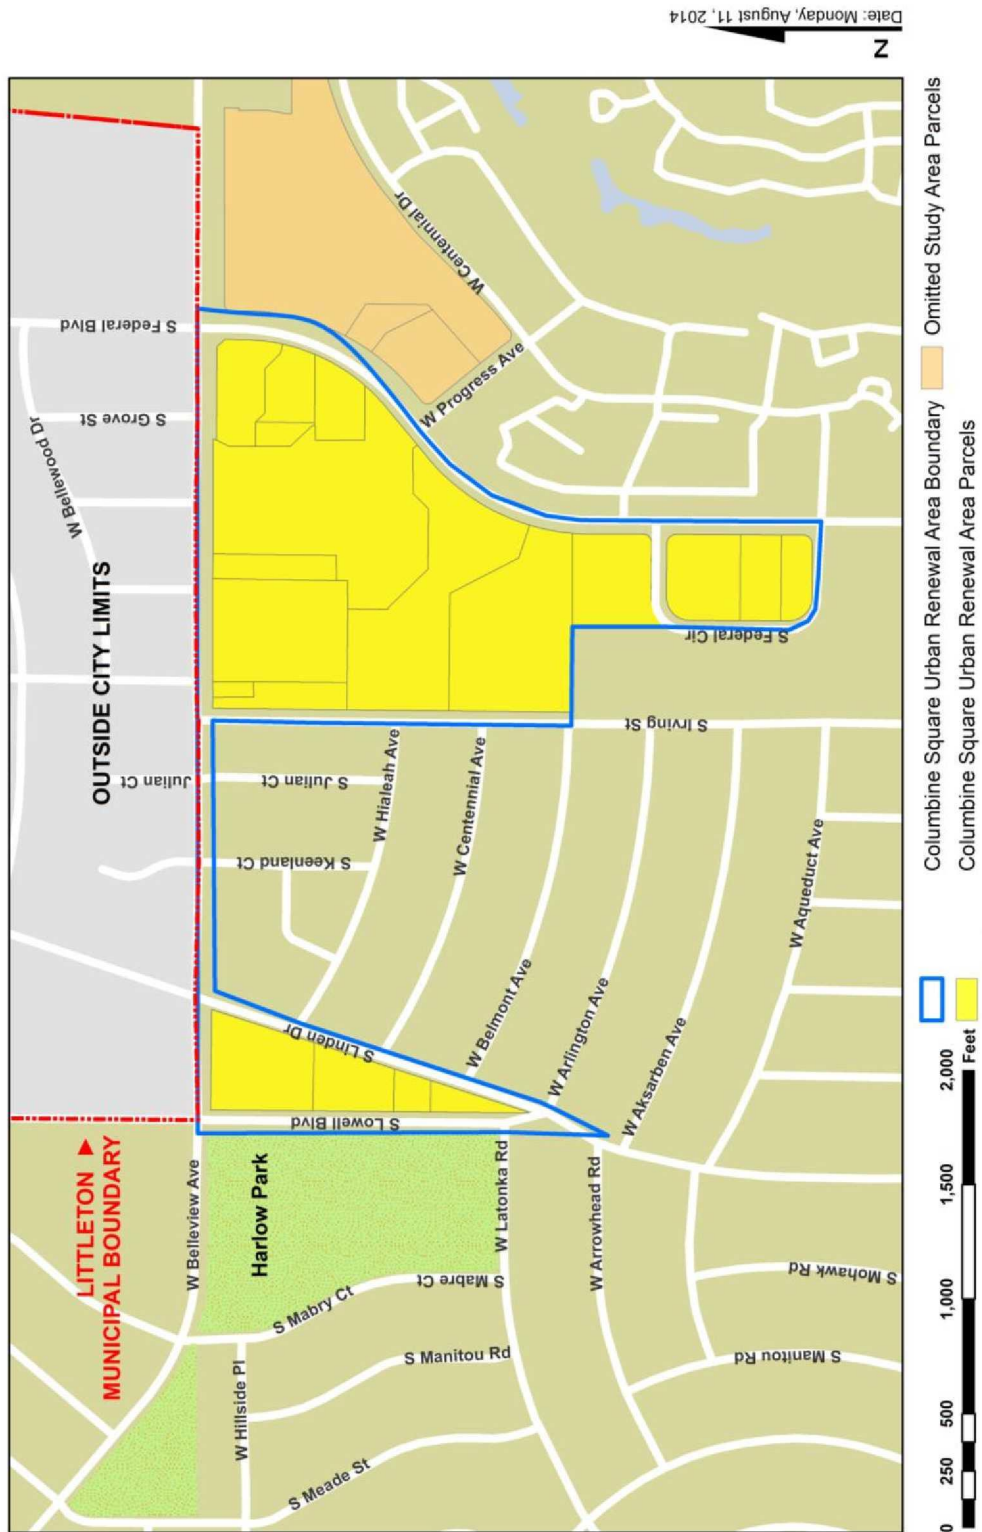 LITTLETON ▶
MUNICIPAL BOUNDARY
OUTSIDE CITY LIMITS
W Bellewood Dr
S Grove St
S Federal Blvd
Julian Ct
W Belleview Ave
Harlow Park
W Hillside Pl
S Mabry Ct
S Meade St
S Manitou Rd
S Mabre Ct
S Lowell Blvd
S Linden Dr
S Keenland Ct
S Julian Ct
W Hialeah Ave
W Centennial Ave
W Centennial Dr
W Progress Ave
W Latonka Rd
W Belmont Ave
W Arrowhead Rd
W Arlington Ave
W Aksarben Ave
S Irving St
S Federal Cir
W Aqueduct Ave
S Manitou Rd
S Mohawk Rd
0 250 500 1,000 1,500 2,000
Feet
Columbine Square Urban Renewal Area Boundary
Columbine Square Urban Renewal Area Parcels
Omitted Study Area Parcels
N
Date: Monday, August 11, 2014